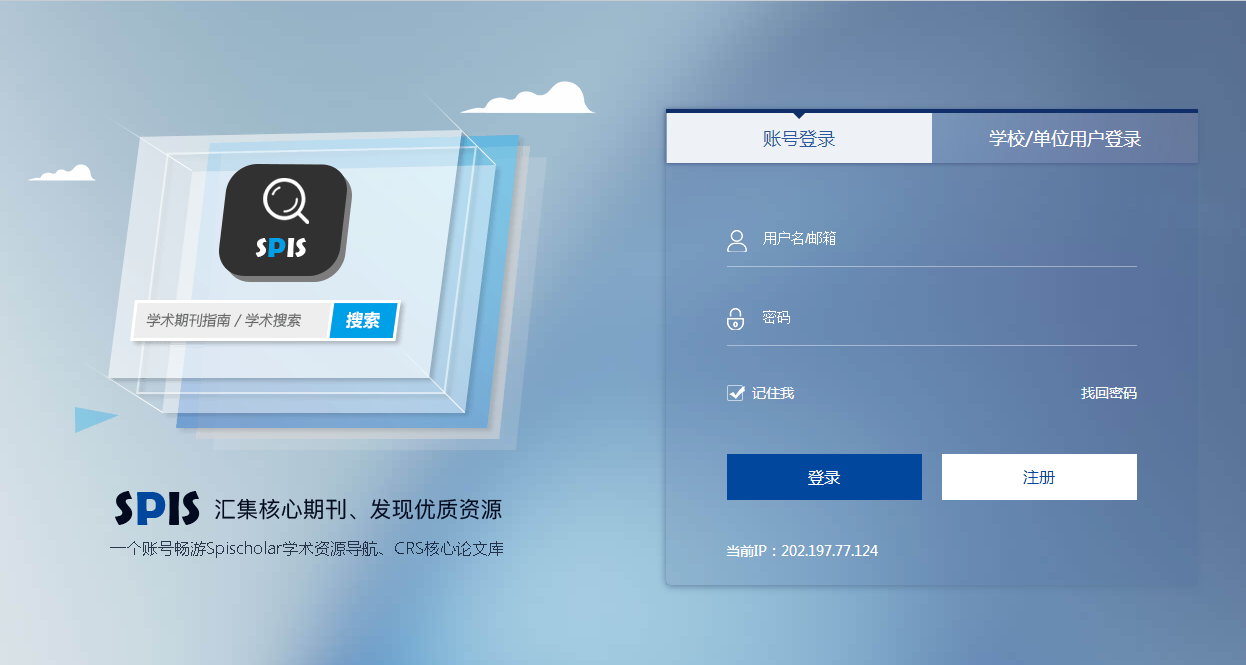 SPIS
学术期刊指南 / 学术搜索 搜索
SPIS 汇集核心期刊、发现优质资源
一个账号畅游Spischolar学术资源导航、CRS核心论文库
账号登录 学校/单位用户登录
用户名/邮箱
密码
记住我 找回密码
登录 注册
当前IP：202.197.77.124